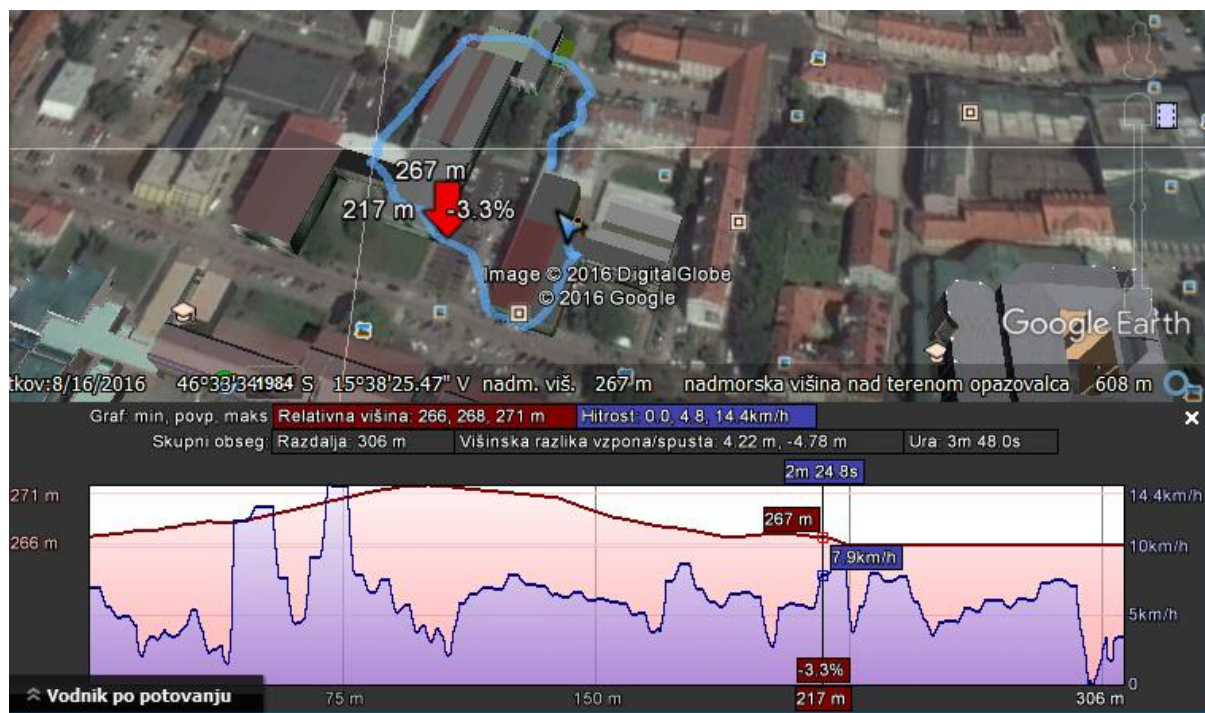 267 m
217 m -3.3%
Image © 2016 DigitalGlobe
© 2016 Google
Google Earth
tkov:8/16/2016 1984 S 15°38'25.47" V nadm. viš. 267 m nadmorska višina nad terenom opazovalca 608 m
Graf: min, povp, maks Relativna višina: 266, 268, 271 m Hitrost: 0.0, 4.8, 14.4km/h
Skupni obseg: Razdalja: 306 m Višinska razlika vzpona/spusta: 4.22 m, -4.78 m Ura: 3m 48.0s
2m 24.8s
271 m 14.4km/h
267 m
266 m 10km/h
7.9km/h
5km/h
-3.3%
0
Vodnik po potovanju 75 m 150 m 217 m 306 m